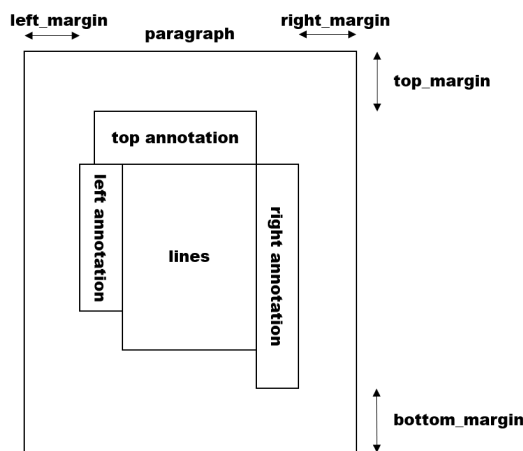 left_margin
paragraph
right_margin
top_margin
top annotation
left annotation
lines
right annotation
bottom_margin